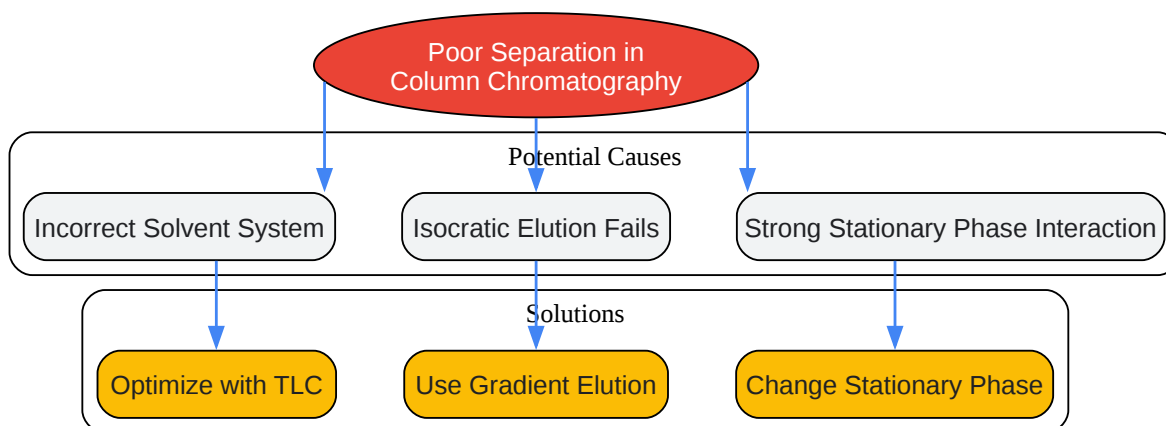 Poor Separation in
Column Chromatography
Potential Causes
Incorrect Solvent System
Isocratic Elution Fails
Strong Stationary Phase Interaction
Solutions
Optimize with TLC
Use Gradient Elution
Change Stationary Phase